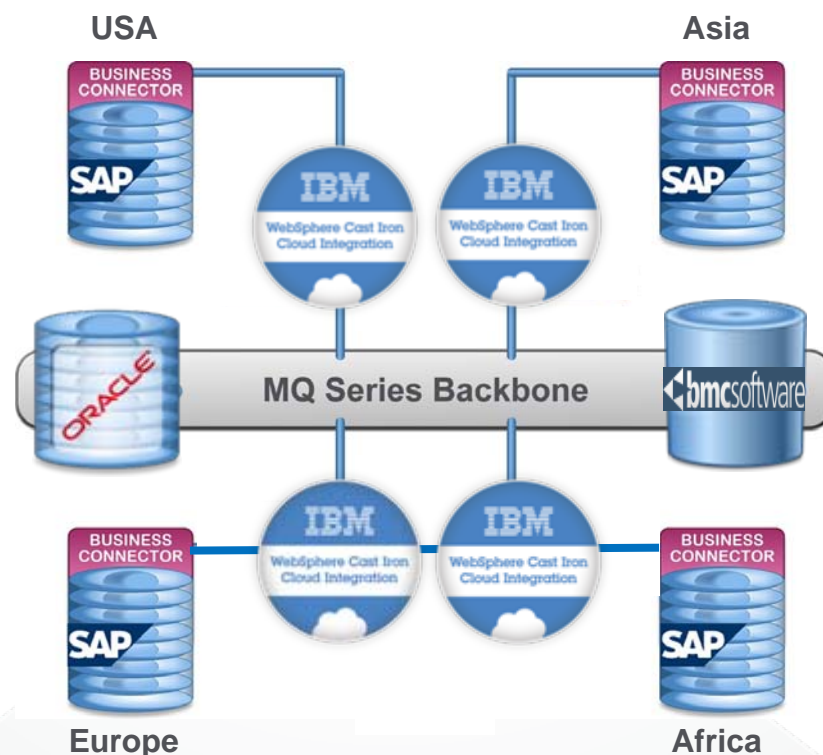 USA
Asia
BUSINESS
CONNECTOR
SAP
BUSINESS
CONNECTOR
SAP
IBM
WebSphere Cast Iron
Cloud Integration
IBM
WebSphere Cast Iron
Cloud Integration
ORACLE
MQ Series Backbone
bmcsoftware
IBM
WebSphere Cast Iron
Cloud Integration
IBM
WebSphere Cast Iron
Cloud Integration
BUSINESS
CONNECTOR
SAP
BUSINESS
CONNECTOR
SAP
Europe
Africa